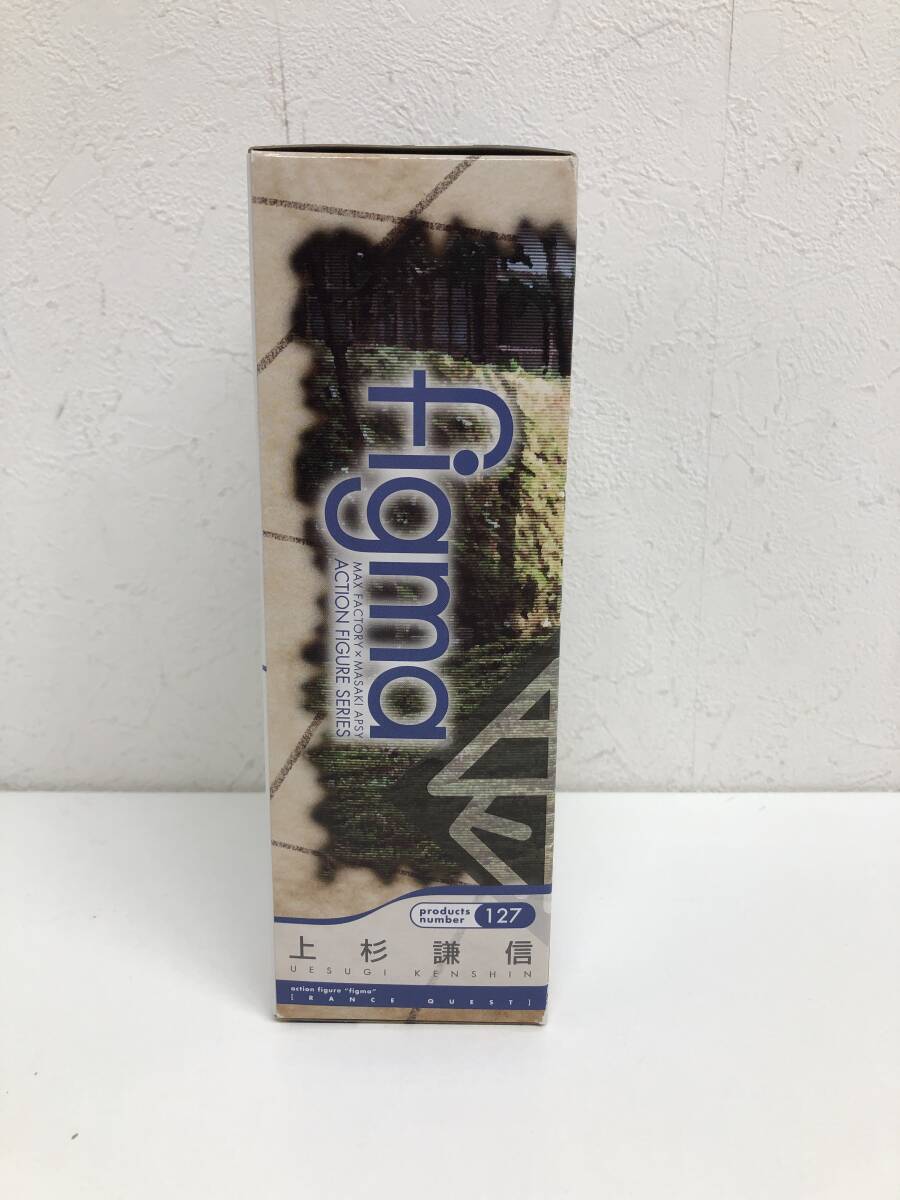 figma
MAX FACTORY × MASAKI APSY
ACTION FIGURE SERIES
products
number
127
上杉謙信
UESUGI KENSHIN
action figure "figma"
[RANCE QUEST]